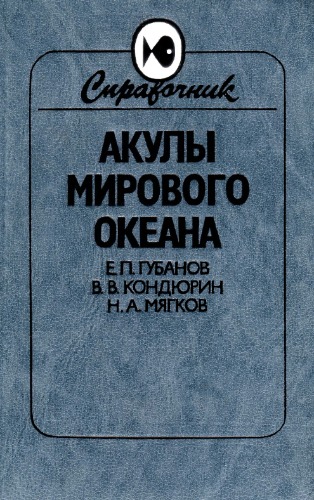 Справочник
АКУЛЫ
МИРОВОГО
ОКЕАНА
Е.П.ГУБАНОВ
В.В.КОНДЮРИН
Н.А.МЯГКОВ